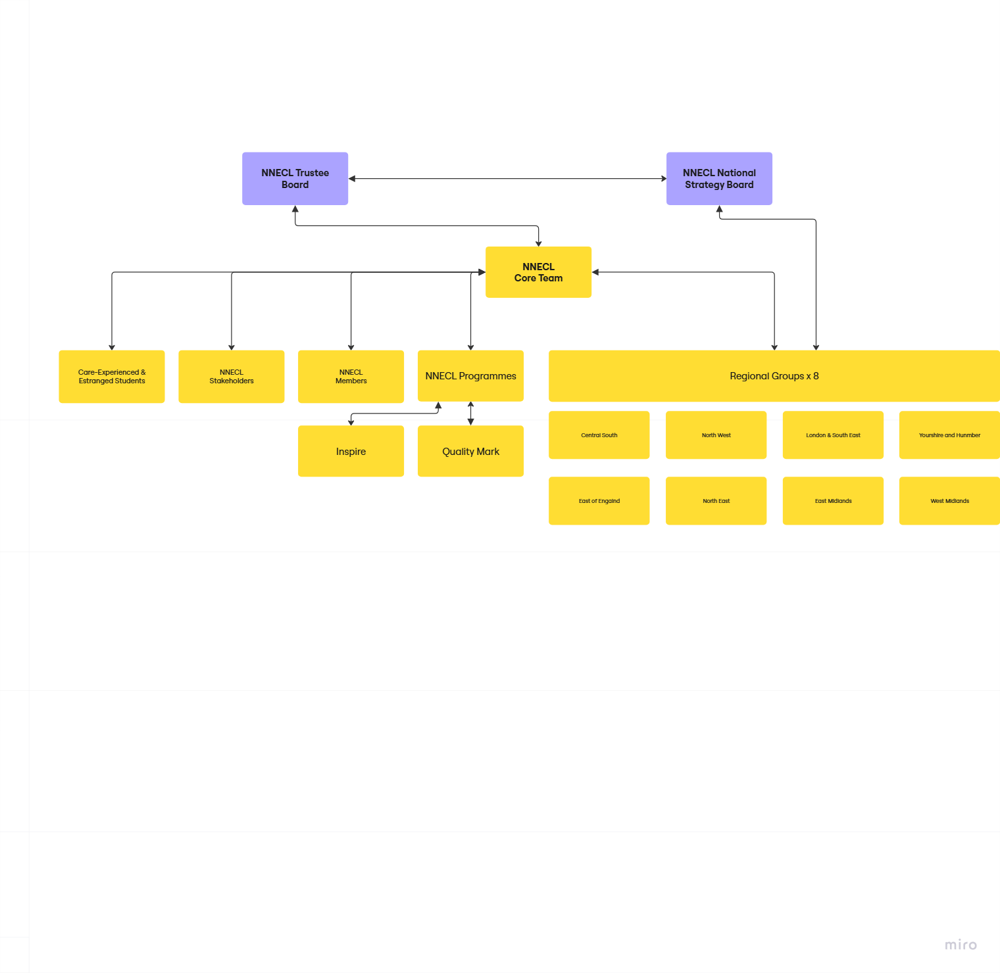 NNECL Trustee
Board
NNECL National
Strategy Board
NNECL
Core Team
Care-Experienced &
Estranged Students
NNECL
Stakeholders
NNECL
Members
NNECL Programmes
Regional Groups x 8
Inspire
Quality Mark
Central South
North West
London & South East
Yourshire and Hunmber
East of Engalnd
North East
East Midlands
West Midlands
miro